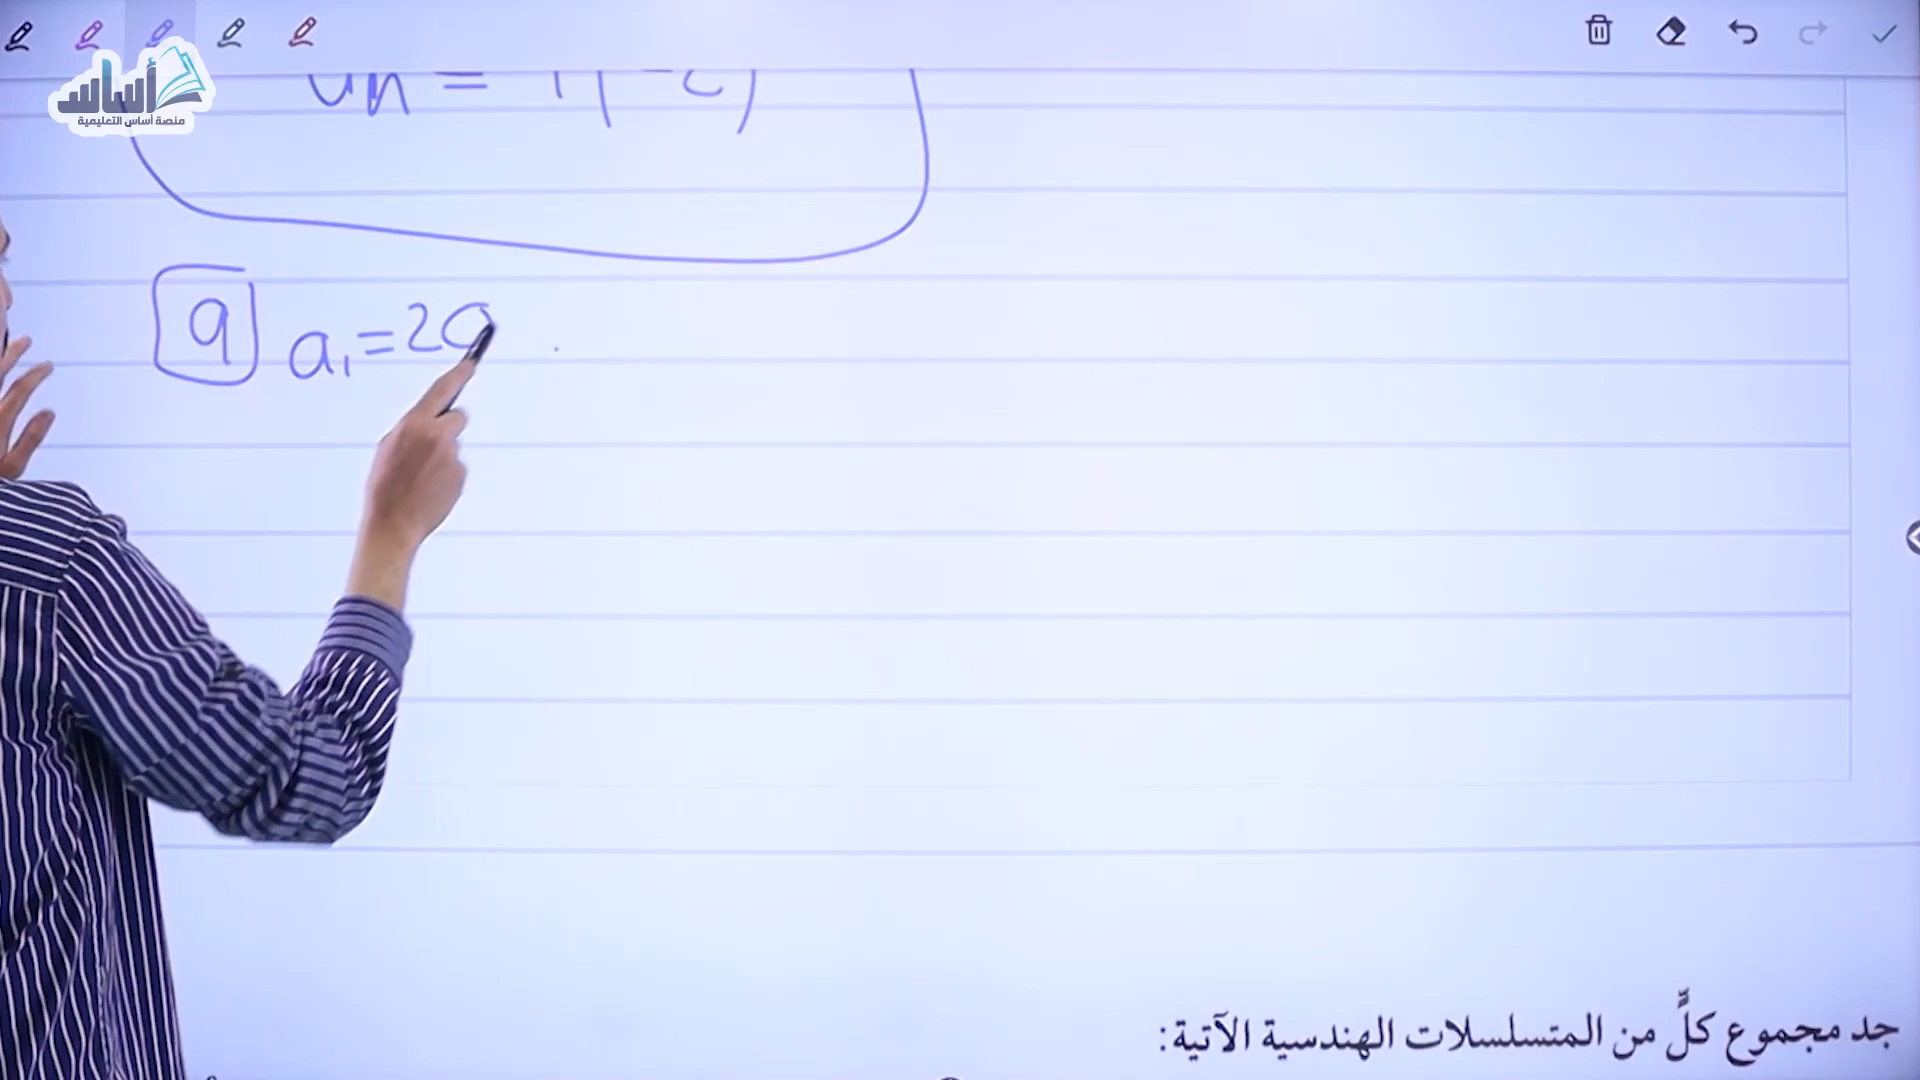 أساس
منصة أساس التعليمية
9 a₁ = 20
جد مجموع كلٍّ من المتسلسلات الهندسية الآتية: